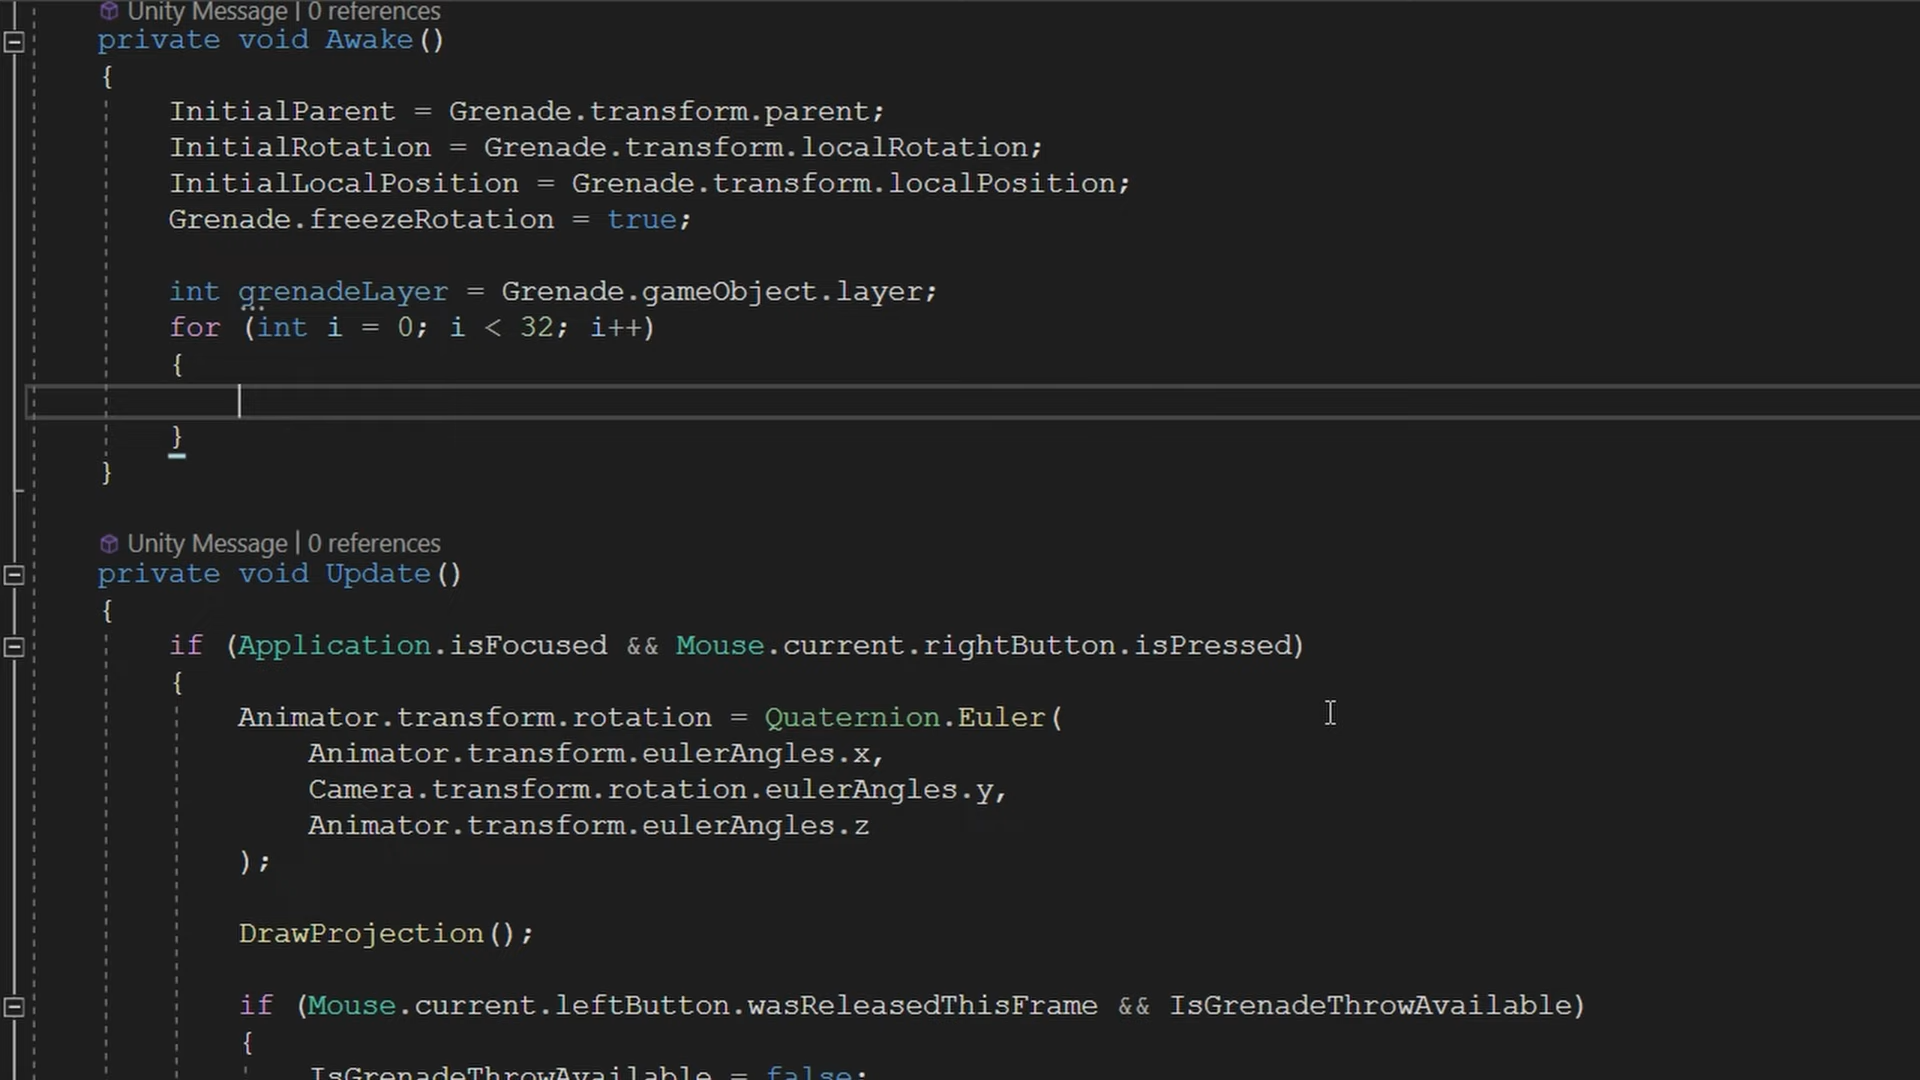 Unity Message | 0 references
private void Awake()
{
InitialParent = Grenade.transform.parent;
InitialRotation = Grenade.transform.localRotation;
InitialLocalPosition = Grenade.transform.localPosition;
Grenade.freezeRotation = true;
int grenadeLayer = Grenade.gameObject.layer;
for (int i = 0; i < 32; i++)
{
}
}
Unity Message | 0 references
private void Update()
{
if (Application.isFocused && Mouse.current.rightButton.isPressed)
{
Animator.transform.rotation = Quaternion.Euler(
Animator.transform.eulerAngles.x,
Camera.transform.rotation.eulerAngles.y,
Animator.transform.eulerAngles.z
);
DrawProjection();
if (Mouse.current.leftButton.wasReleasedThisFrame && IsGrenadeThrowAvailable)
{
IsGrenadeThrowAvailable = false;